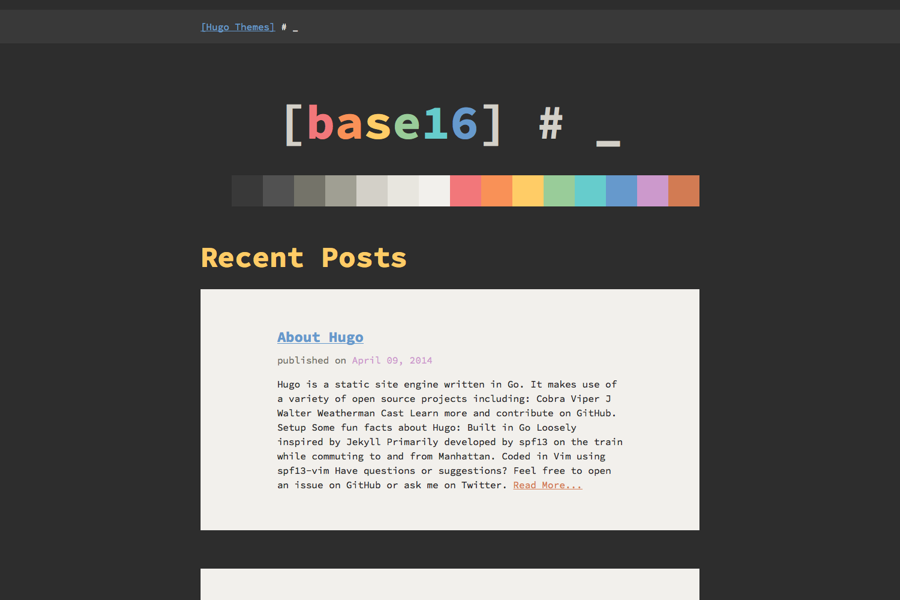 [Hugo Themes] # _
[base16] # _
Recent Posts
About Hugo
published on April 09, 2014
Hugo is a static site engine written in Go. It makes use of
a variety of open source projects including: Cobra Viper J
Walter Weatherman Cast Learn more and contribute on GitHub.
Setup Some fun facts about Hugo: Built in Go Loosely
inspired by Jekyll Primarily developed by spf13 on the train
while commuting to and from Manhattan. Coded in Vim using
spf13-vim Have questions or suggestions? Feel free to open
an issue on GitHub or ask me on Twitter. Read More...